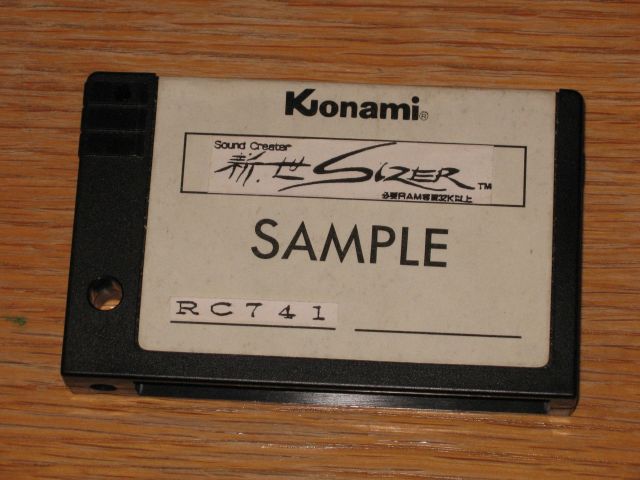 Konami®
Sound Creater
新世SiZER™
必要RAM容量32K以上
SAMPLE
RC741